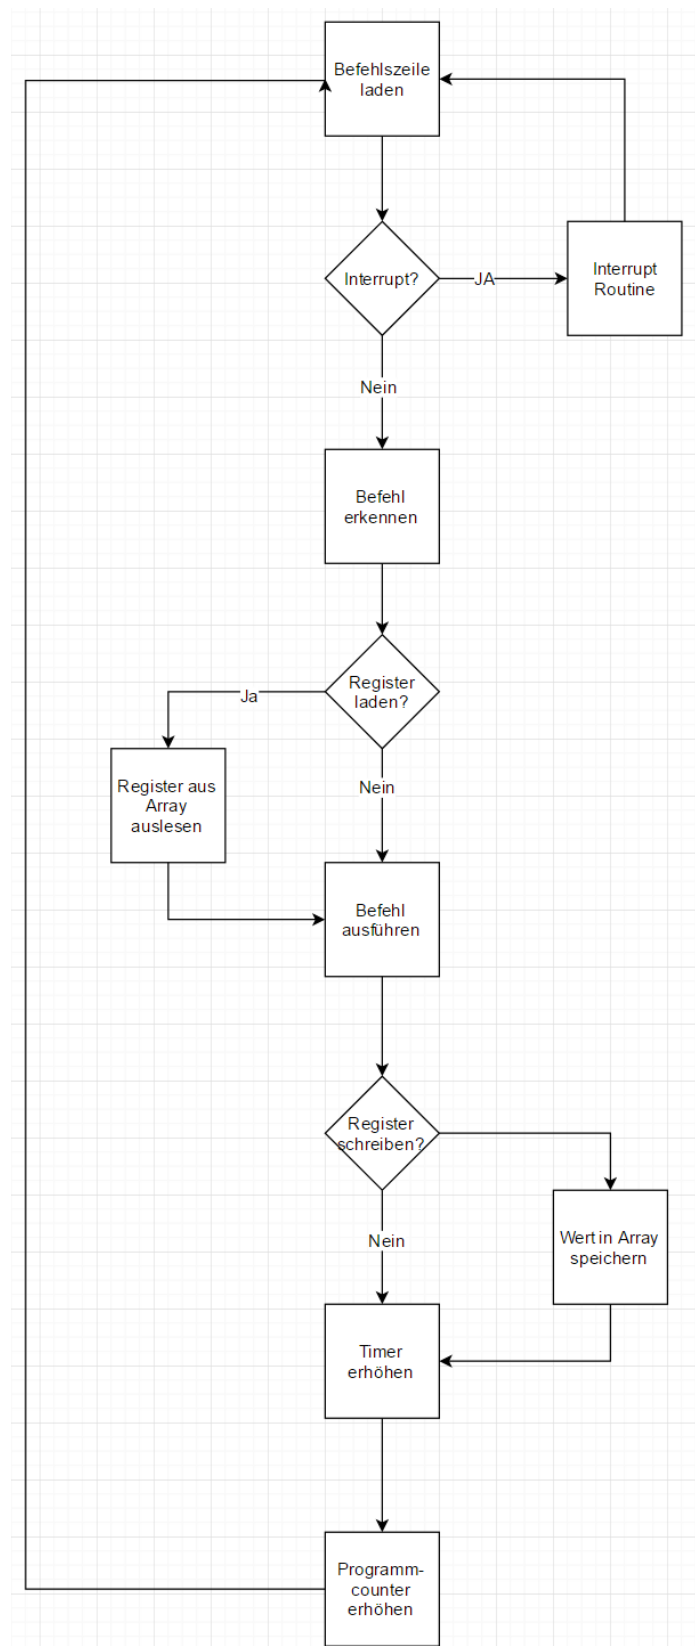 Befehlszeile
laden
Interrupt?
JA
Interrupt
Routine
Nein
Befehl
erkennen
Register
laden?
Ja
Nein
Register aus
Array
auslesen
Befehl
ausführen
Register
schreiben?
Nein
Wert in Array
speichern
Timer
erhöhen
Programm-
counter
erhöhen